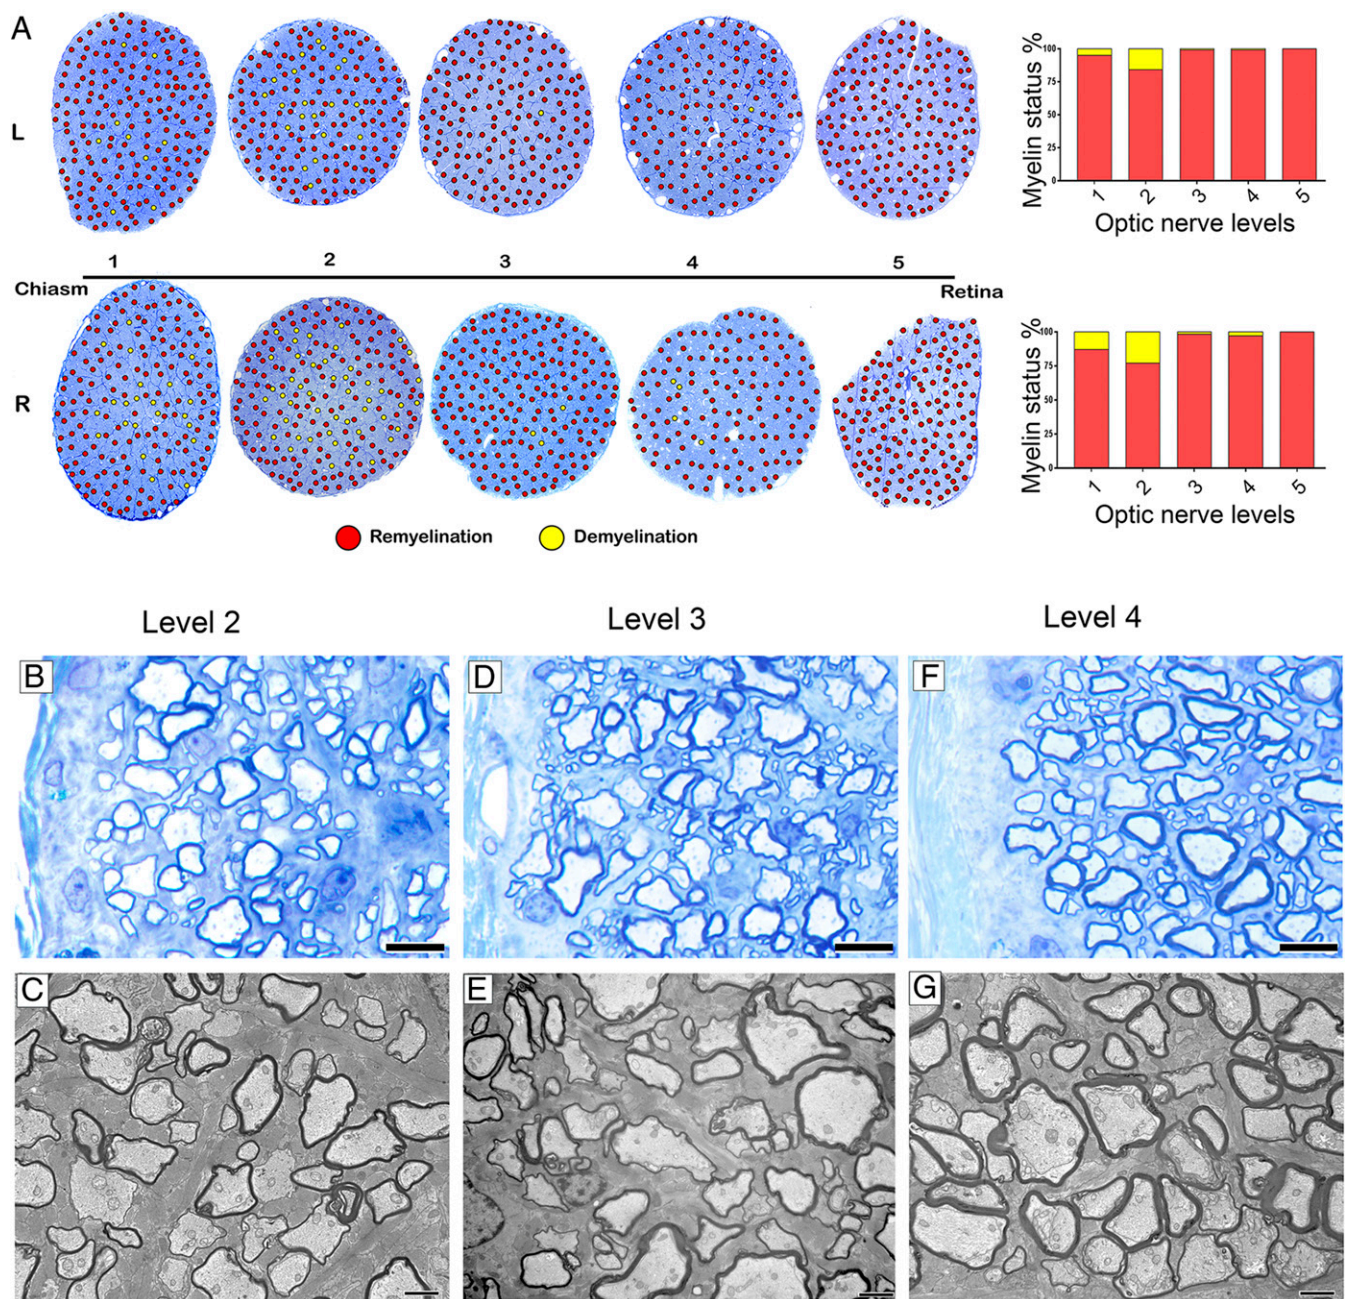 A
L
Myelin status %
100
75
50
25
0
1 2 3 4 5
Optic nerve levels
1 2 3 4 5
Chiasm
Retina
R
Myelin status %
100
75
50
25
0
1 2 3 4 5
Optic nerve levels
Remyelination
Demyelination
Level 2
Level 3
Level 4
B
D
F
C
E
G